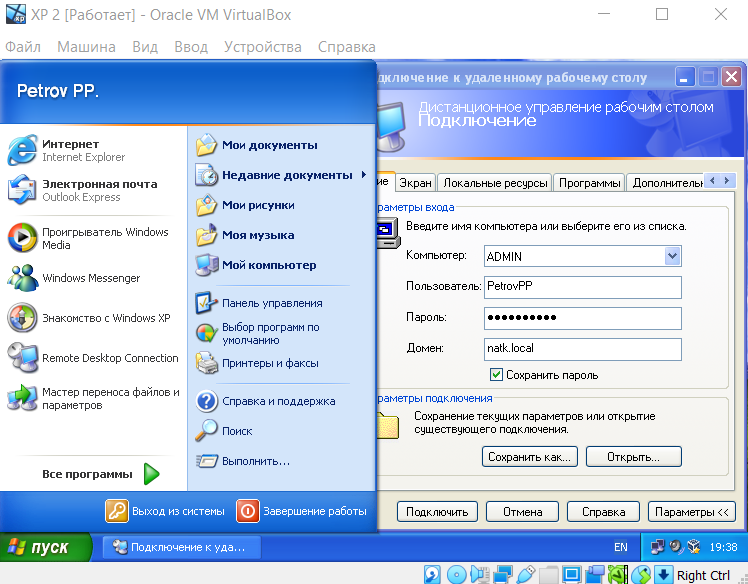 XP 2 [Работает] - Oracle VM VirtualBox
Файл Машина Вид Ввод Устройства Справка
Petrov PP.
Интернет
Internet Explorer
Электронная почта
Outlook Express
Проигрыватель Windows
Media
Windows Messenger
Знакомство с Windows XP
Remote Desktop Connection
Мастер переноса файлов и
параметров
Все программы
Мои документы
Недавние документы
Мои рисунки
Моя музыка
Мой компьютер
Панель управления
Выбор программ по
умолчанию
Принтеры и факсы
Справка и поддержка
Поиск
Выполнить...
Выход из системы
Завершение работы
дключение к удаленному рабочему столу
Дистанционное управление рабочим столом
Подключение
ие Экран Локальные ресурсы Программы Дополнитель
раметры входа
Введите имя компьютера или выберите его из списка.
Компьютер: ADMIN
Пользователь: PetrovPP
Пароль: ●●●●●●●●●●
Домен: natk.local
Сохранить пароль
раметры подключения
Сохранение текущих параметров или открытие
существующего подключения.
Сохранить как... Открыть...
Подключить Отмена Справка Параметры <<
пуск Подключение к уда... EN 19:38
Right Ctrl